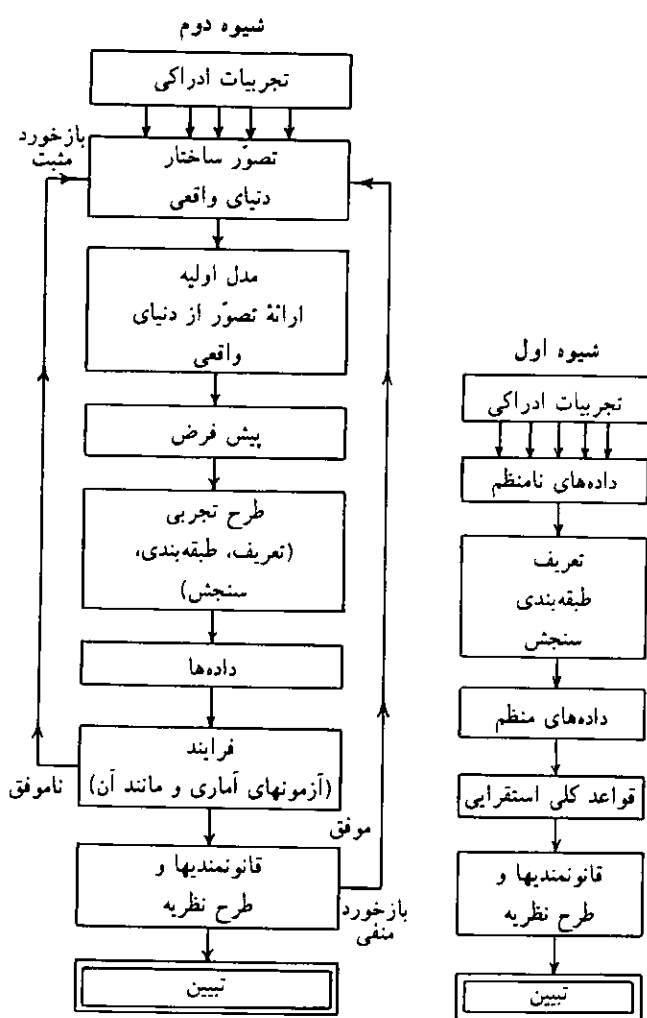 شیوه دوم
تجربیات ادراکی
بازخورد
مثبت
تصوّر ساختار
دنیای واقعی
مدل اولیه
ارائهٔ تصوّر از دنیای
واقعی
پیش فرض
طرح تجربی
(تعریف، طبقه‌بندی،
سنجش)
داده‌ها
فرایند
(آزمونهای آماری و مانند آن)
ناموفق
موفق
قانونمندیها و
طرح نظریه
بازخورد
منفی
تبیین
شیوه اول
تجربیات ادراکی
داده‌های نامنظم
تعریف
طبقه‌بندی
سنجش
داده‌های منظم
قواعد کلی استقرایی
قانونمندیها و
طرح نظریه
تبیین